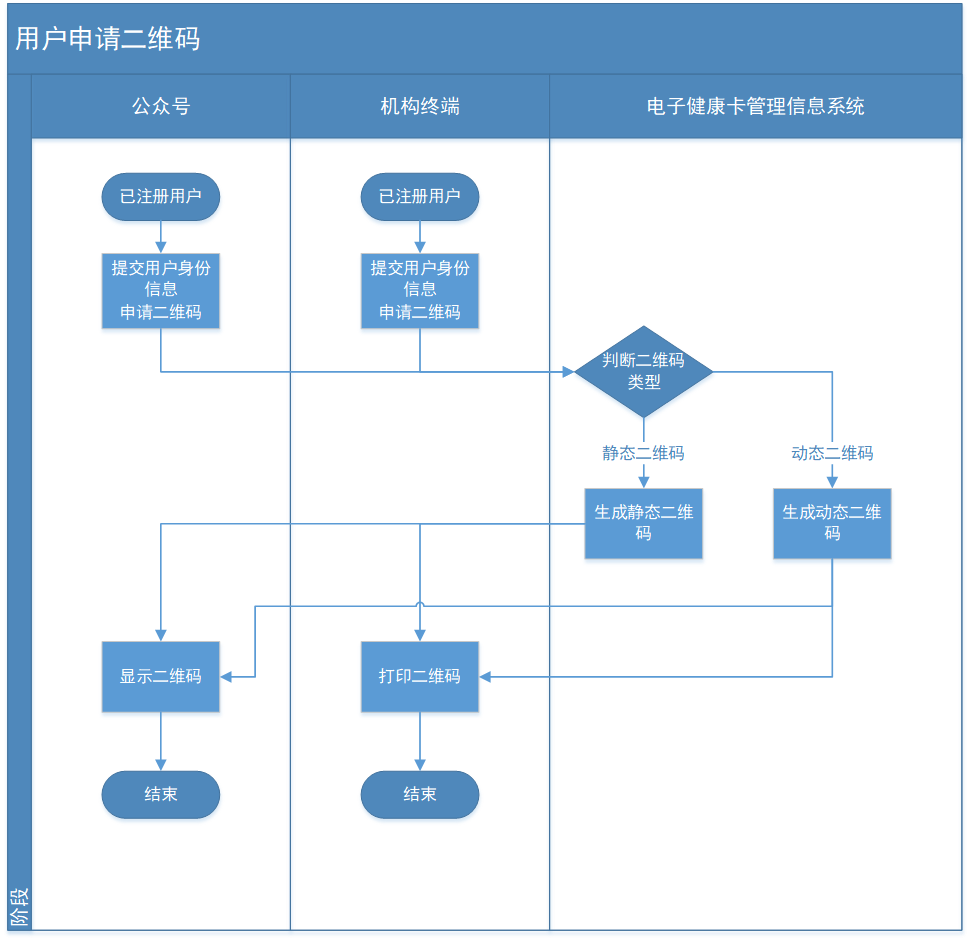 用户申请二维码
公众号
机构终端
电子健康卡管理信息系统
已注册用户
已注册用户
提交用户身份
信息
申请二维码
提交用户身份
信息
申请二维码
判断二维码
类型
静态二维码
动态二维码
生成静态二维
码
生成动态二维
码
显示二维码
打印二维码
结束
结束
阶段